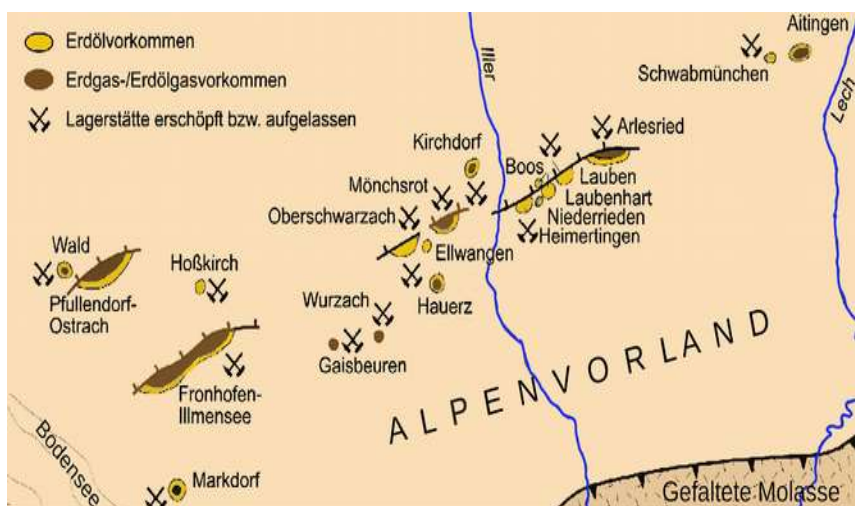 Erdölvorkommen
Erdgas-/Erdölgasvorkommen
Lagerstätte erschöpft bzw. aufgelassen
Iller
Aitingen
Schwabmünchen
Lech
Kirchdorf
Boos
Arlesried
Mönchsrot
Lauben
Laubenhart
Oberschwarzach
Niederrieden
Heimertingen
Ellwangen
Wald
Hoßkirch
Pfullendorf-
Ostrach
Wurzach
Hauerz
Gaisbeuren
Fronhofen-
Illmensee
ALPENVORLAND
Bodensee
Markdorf
Gefaltete Molasse